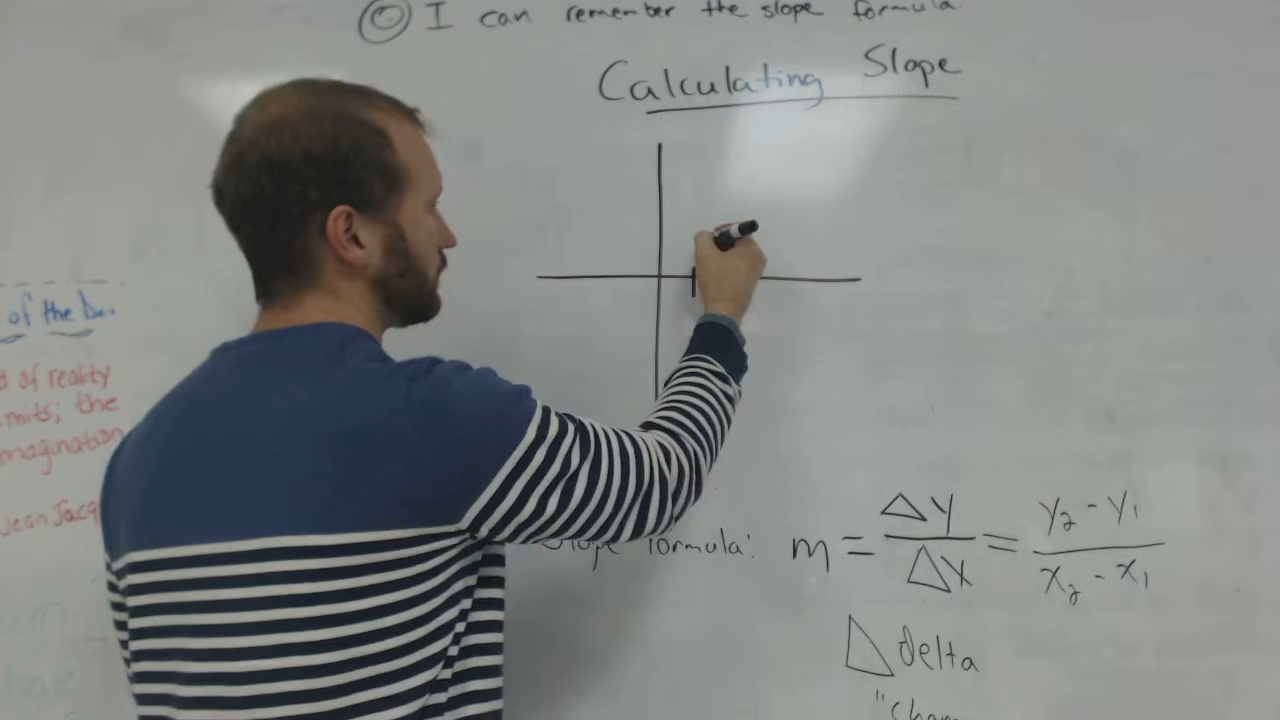 © I can remember the slope formula.
Calculating Slope
of the
of reality
the
magination
Jean Jacq
Slope formula: m = Δy / Δx = y₂ - y₁ / x₂ - x₁
Δ delta